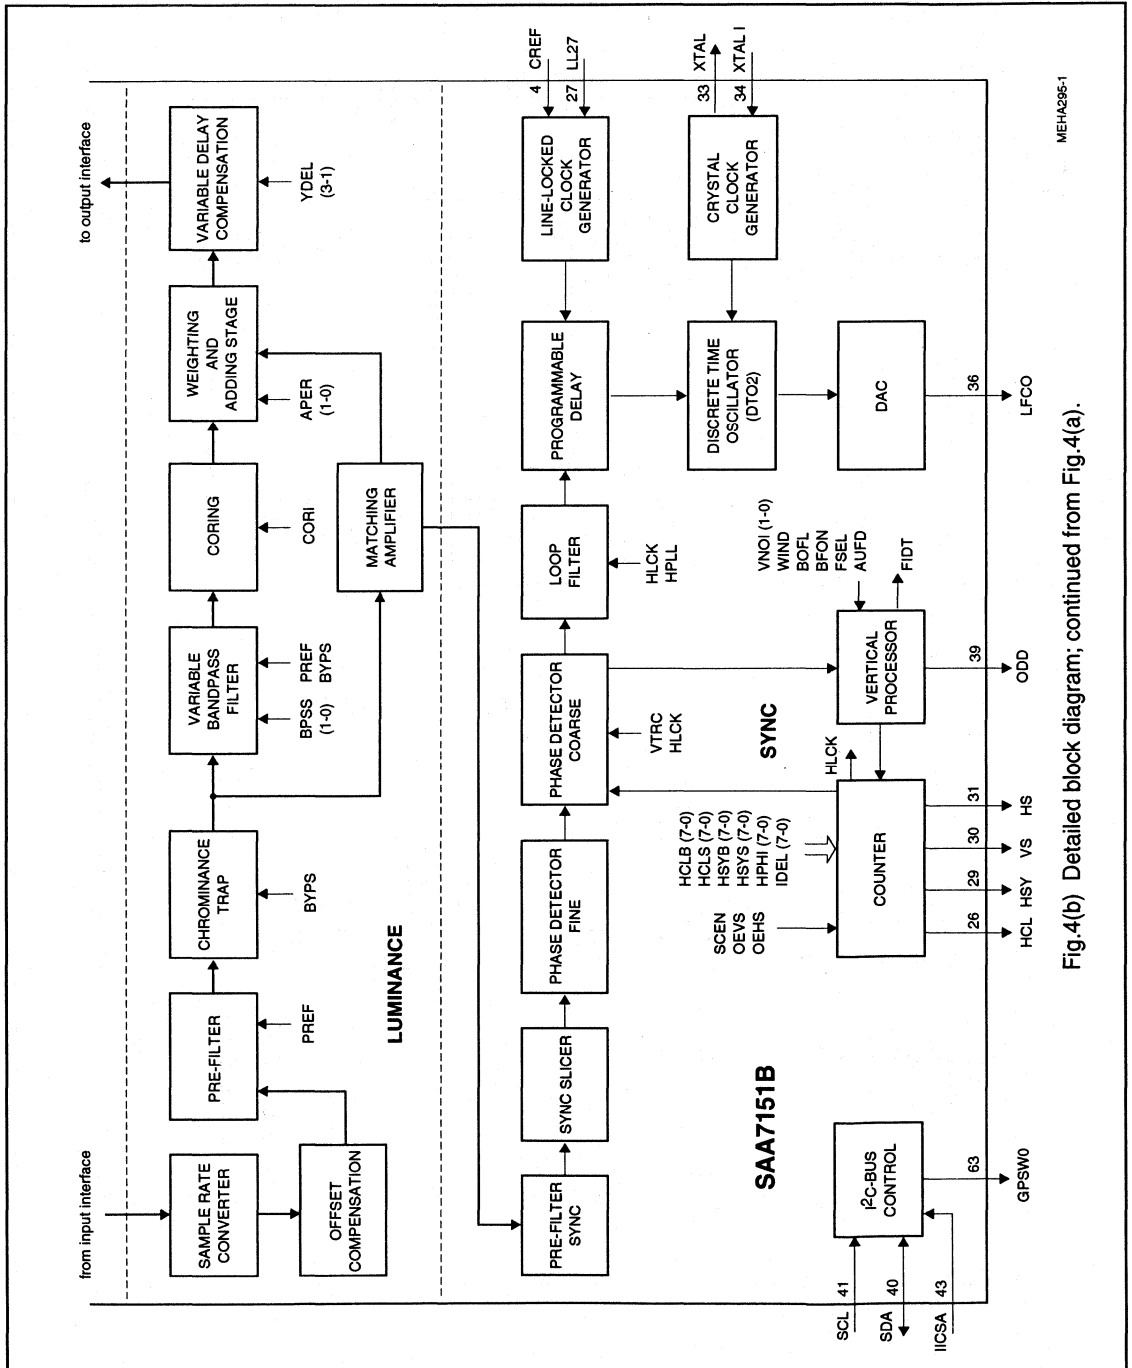 from input interface
to output interface
SAMPLE RATE
CONVERTER
OFFSET
COMPENSATION
PRE-FILTER
PREF
CHROMINANCE
TRAP
BYPS
VARIABLE
BANDPASS
FILTER
BPSS
(1-0)
PREF
BYPS
CORING
CORI
WEIGHTING
AND
ADDING STAGE
APER
(1-0)
VARIABLE DELAY
COMPENSATION
YDEL
(3-1)
MATCHING
AMPLIFIER
LUMINANCE
PRE-FILTER
SYNC
SYNC SLICER
PHASE DETECTOR
FINE
PHASE DETECTOR
COARSE
VTRC
HLCK
LOOP
FILTER
HLCK
HPLL
PROGRAMMABLE
DELAY
LINE-LOCKED
CLOCK
GENERATOR
4 CREF
27 LL27
CRYSTAL
CLOCK
GENERATOR
33 XTAL
34 XTAL I
DISCRETE TIME
OSCILLATOR
(DTO2)
DAC
36
LFCO
SYNC
VNOI (1-0)
WIND
BOFL
BFON
FSEL
AUFD
FIDT
VERTICAL
PROCESSOR
39
ODD
HLCK
HCLB (7-0)
HCLS (7-0)
HSYB (7-0)
HSYS (7-0)
HPHI (7-0)
IDEL (7-0)
SCEN
OEVS
OEHS
COUNTER
26 29 30 31
HCL HSY VS HS
SAA7151B
I2C-BUS
CONTROL
SCL 41
SDA 40
IICSA 43
63
GPSW0
MEHA295-1
Fig.4(b) Detailed block diagram; continued from Fig.4(a).